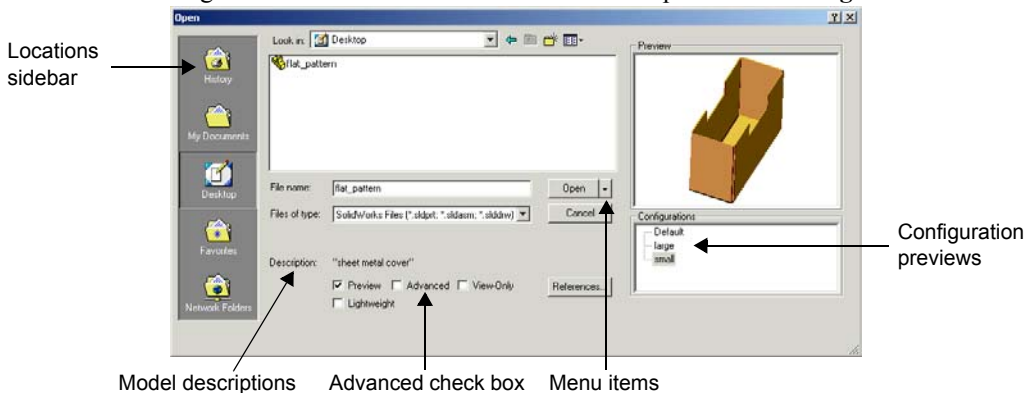 Open
Locations
sidebar
Look in:
Desktop
Preview
flat_pattern
History
My Documents
Desktop
File name:
flat_pattern
Open
Files of type:
SolidWorks Files (*.sldprt; *.sldasm; *.slddrw)
Cancel
Configurations
Default
large
small
Configuration
previews
Favorites
Description:
"sheet metal cover"
Preview
Advanced
View-Only
References...
Lightweight
Network Folders
Model descriptions
Advanced check box
Menu items